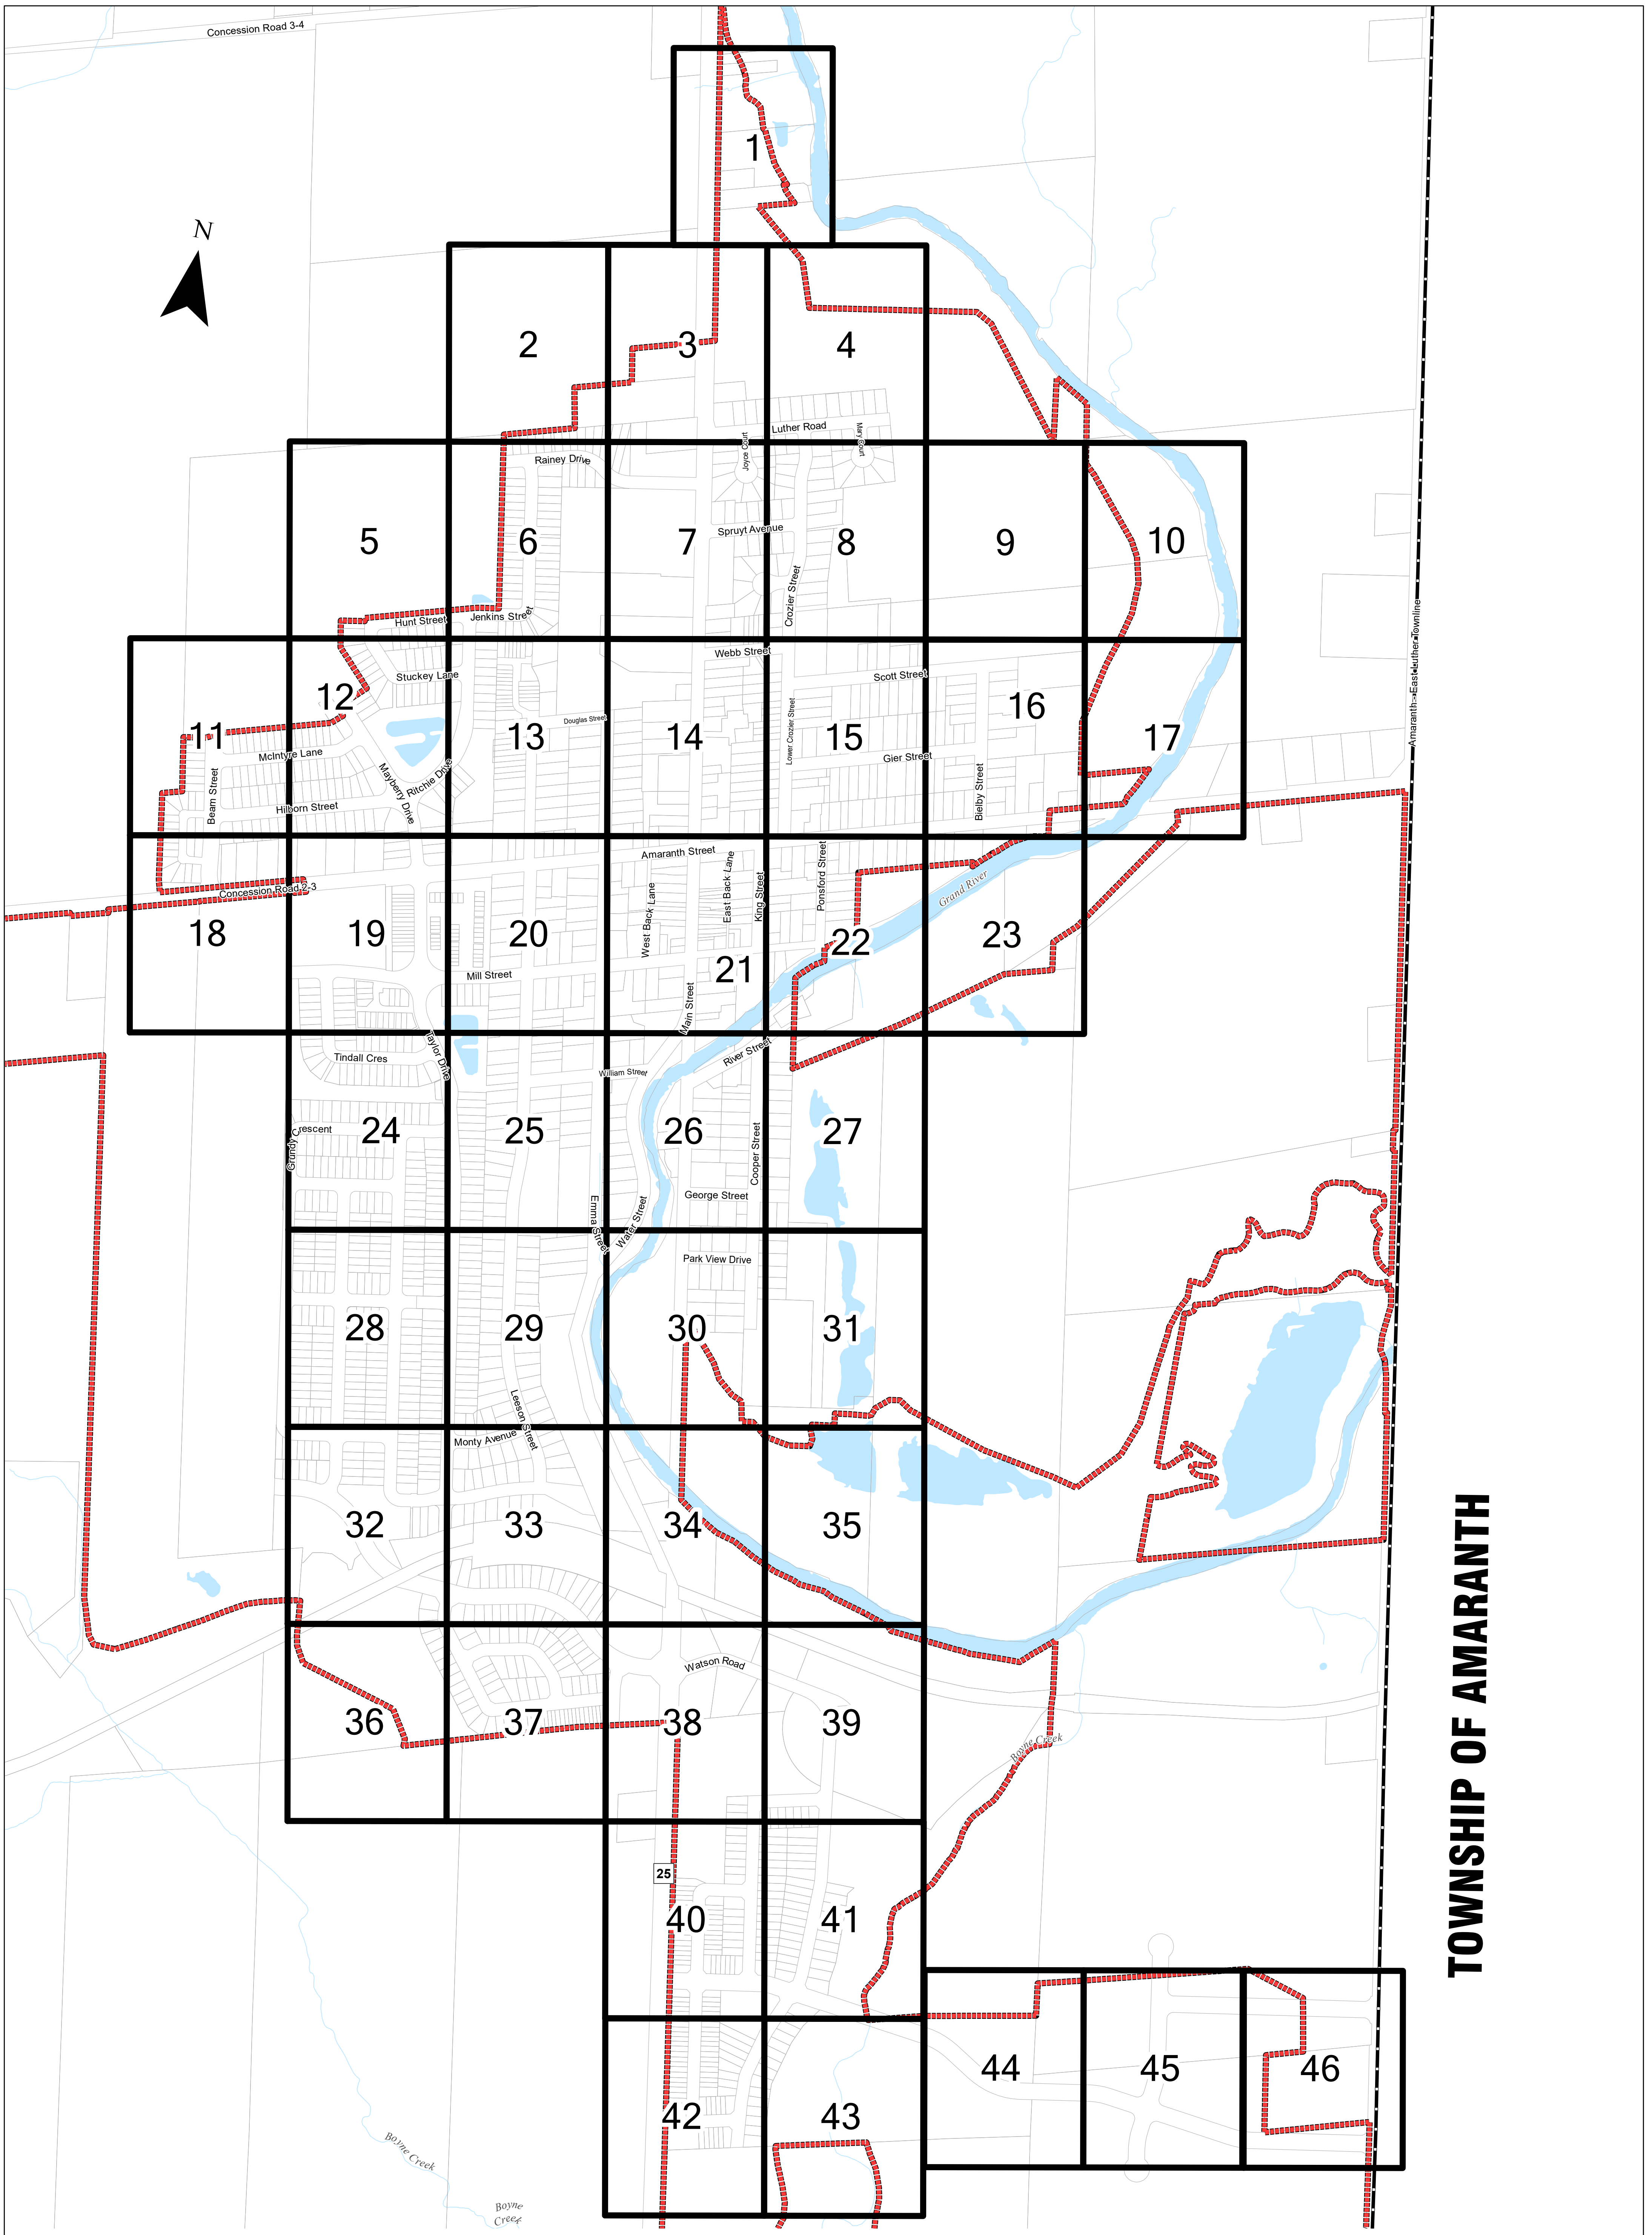 Concession Road 3-4
1
N
2
3
4
Luther Road
Joyce Court
Mary Court
Rainey Drive
Spruyt Avenue
5
6
7
8
9
10
Crozier Street
Hunt Street
Jenkins Street
Webb Street
Amaranth - East Luther Townline
Stuckey Lane
Scott Street
12
16
Douglas Street
Lower Crozier Street
11
13
14
15
17
McIntyre Lane
Gier Street
Beam Street
Mayberry Drive
Ritchie Drive
Bielby Street
Hilborn Street
Amaranth Street
Concession Road 2-3
West Back Lane
East Back Lane
King Street
Ponsford Street
Grand River
18
19
20
21
22
23
Mill Street
Main Street
Taylor Drive
Tindall Cres
River Street
William Street
24
25
26
27
Grundy Crescent
Cooper Street
George Street
Emma Street
Water Street
Park View Drive
28
29
30
31
Leeson Street
Monty Avenue
32
33
34
35
TOWNSHIP OF AMARANTH
Watson Road
36
37
38
39
Boyne Creek
25
40
41
44
45
46
42
43
Boyne Creek
Boyne
Creek